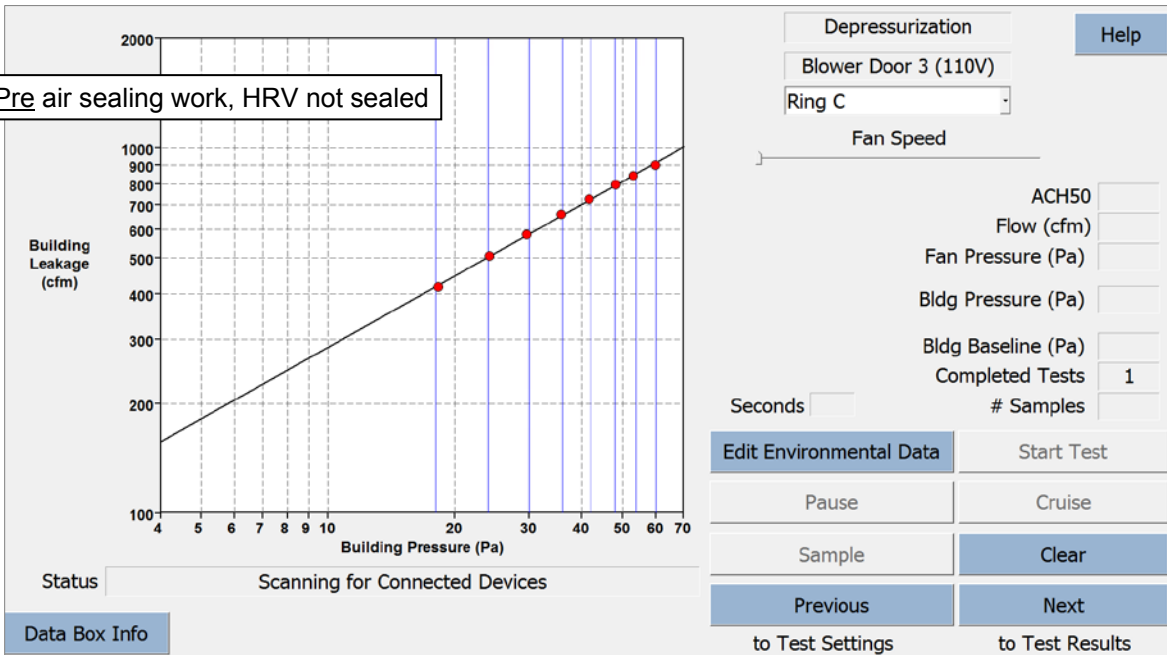 Pre air sealing work, HRV not sealed
2000
1000
900
800
700
600
500
400
300
200
100
Building
Leakage
(cfm)
4 5 6 7 8 9 10 20 30 40 50 60 70
Building Pressure (Pa)
Status Scanning for Connected Devices
Data Box Info
Depressurization
Help
Blower Door 3 (110V)
Ring C
Fan Speed
ACH50
Flow (cfm)
Fan Pressure (Pa)
Bldg Pressure (Pa)
Bldg Baseline (Pa)
Completed Tests 1
Seconds # Samples
Edit Environmental Data Start Test
Pause Cruise
Sample Clear
Previous Next
to Test Settings to Test Results